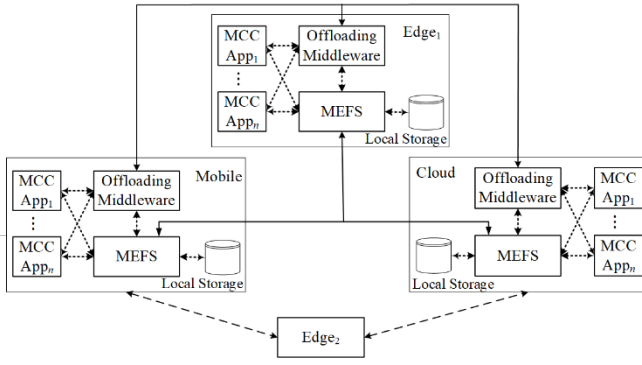 Edge₁
MCC
App₁
⋮
MCC
Appₙ
Offloading
Middleware
MEFS
Local Storage
Mobile
MCC
App₁
⋮
MCC
Appₙ
Offloading
Middleware
MEFS
Local Storage
Cloud
Offloading
Middleware
MEFS
Local Storage
MCC
App₁
⋮
MCC
Appₙ
Edge₂